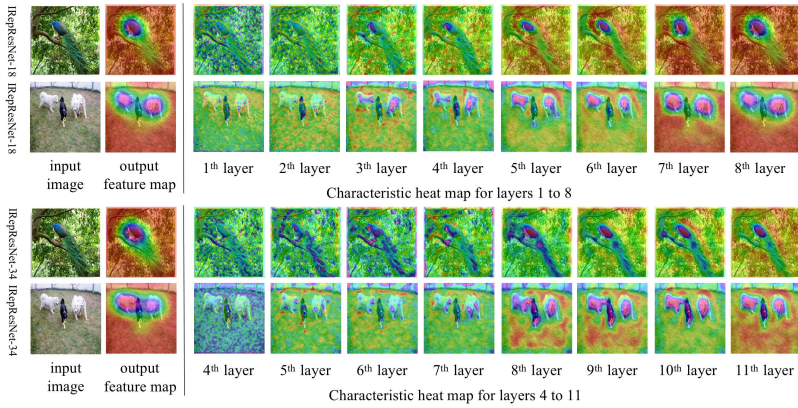 IRepResNet-18
IRepResNet-18
input image
output feature map
1th layer
2th layer
3th layer
4th layer
5th layer
6th layer
7th layer
8th layer
Characteristic heat map for layers 1 to 8
IRepResNet-34
IRepResNet-34
input image
output feature map
4th layer
5th layer
6th layer
7th layer
8th layer
9th layer
10th layer
11th layer
Characteristic heat map for layers 4 to 11